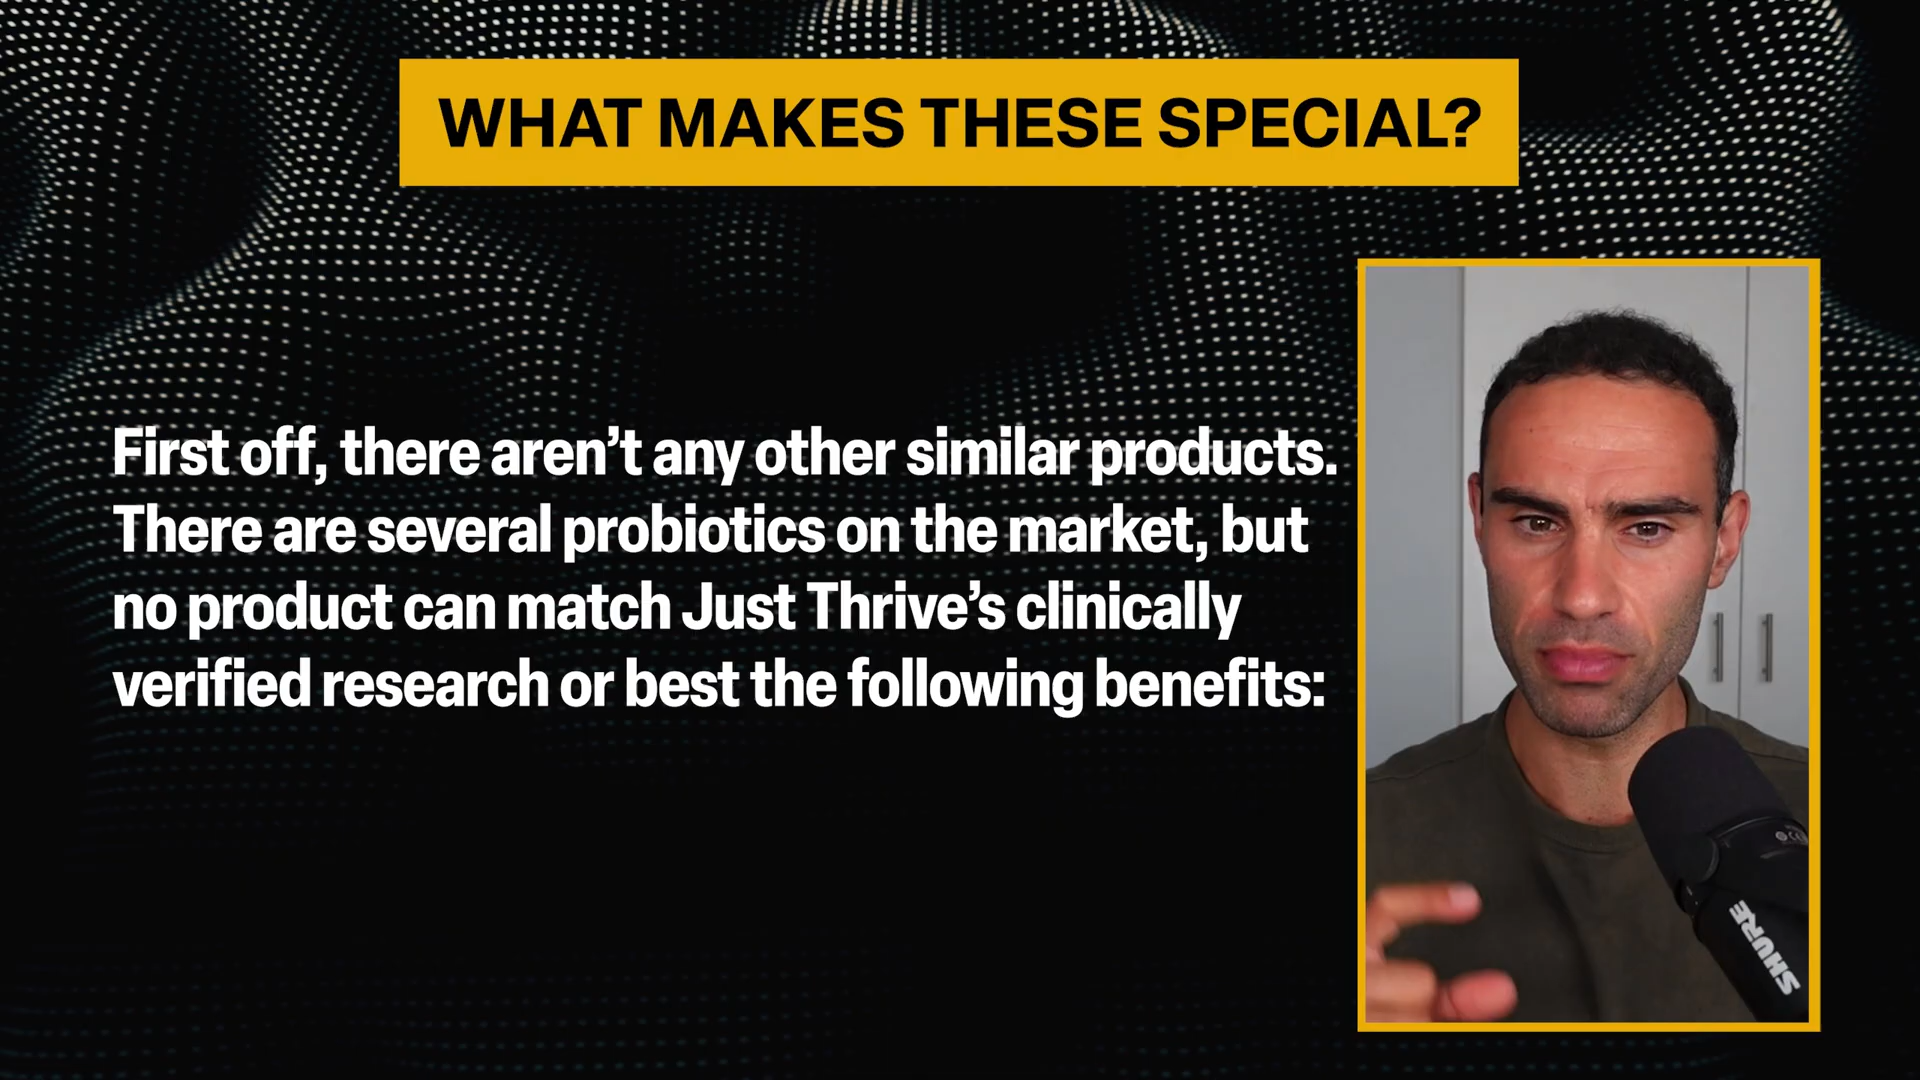 WHAT MAKES THESE SPECIAL?
First off, there aren’t any other similar products.
There are several probiotics on the market, but
no product can match Just Thrive’s clinically
verified research or best the following benefits:
SHURE